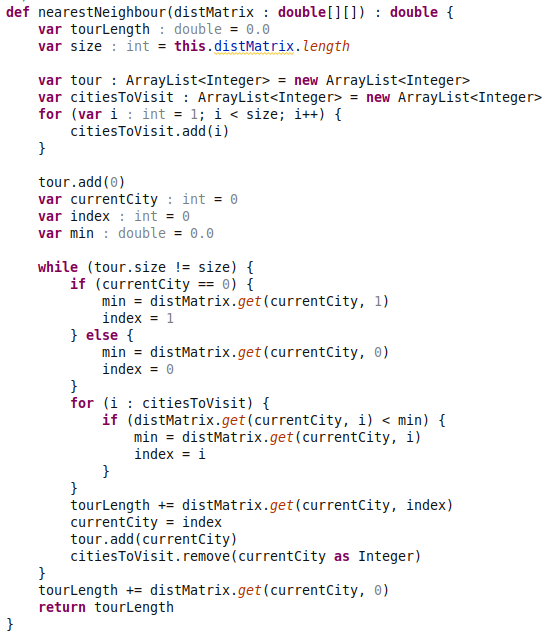 def nearestNeighbour(distMatrix : double[][]) : double {
    var tourLength : double = 0.0
    var size : int = this.distMatrix.length

    var tour : ArrayList<Integer> = new ArrayList<Integer>
    var citiesToVisit : ArrayList<Integer> = new ArrayList<Integer>
    for (var i : int = 1; i < size; i++) {
        citiesToVisit.add(i)
    }

    tour.add(0)
    var currentCity : int = 0
    var index : int = 0
    var min : double = 0.0

    while (tour.size != size) {
        if (currentCity == 0) {
            min = distMatrix.get(currentCity, 1)
            index = 1
        } else {
            min = distMatrix.get(currentCity, 0)
            index = 0
        }
        for (i : citiesToVisit) {
            if (distMatrix.get(currentCity, i) < min) {
                min = distMatrix.get(currentCity, i)
                index = i
            }
        }
        tourLength += distMatrix.get(currentCity, index)
        currentCity = index
        tour.add(currentCity)
        citiesToVisit.remove(currentCity as Integer)
    }
    tourLength += distMatrix.get(currentCity, 0)
    return tourLength
}